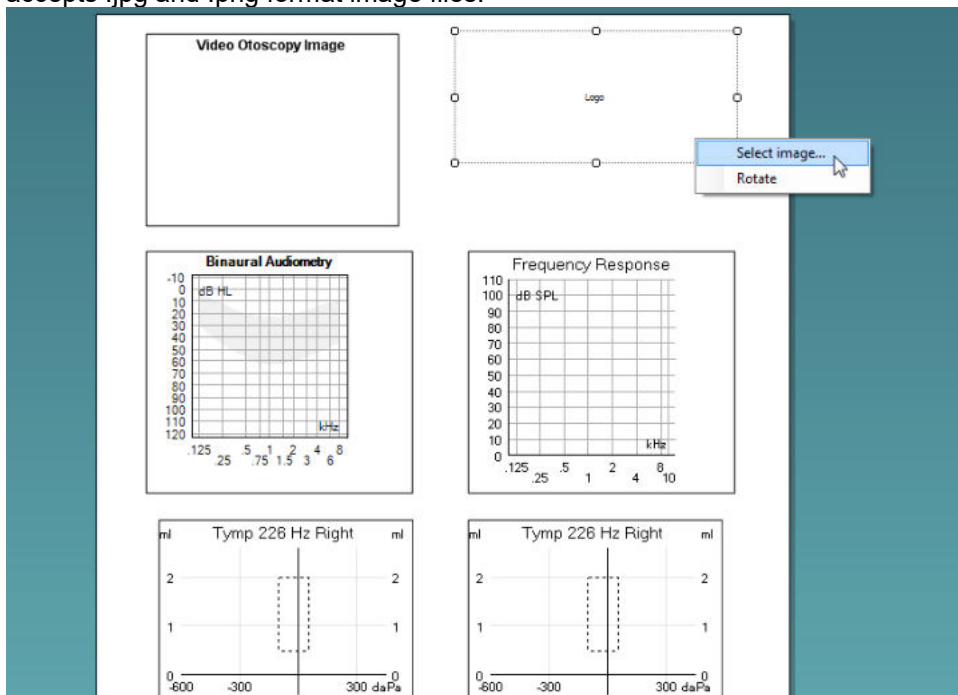 accepts .jpg and .png format image files.
Video Otoscopy Image
Logo
Select image...
Rotate
Binaural Audiometry
-10
0
dB HL
10
20
30
40
50
60
70
80
90
100
110
kHz
120
.125 .5 1 2 4 8
.25 .75 1.5 3 6
Frequency Response
110
100
dB SPL
90
80
70
60
50
40
30
20
10
kHz
0
.125 .5 2 8
.25 1 4 10
ml Tymp 226 Hz Right ml
2 2
1 1
0 0
-600 -300 300 daPa
ml Tymp 226 Hz Right ml
2 2
1 1
0 0
-600 -300 300 daPa